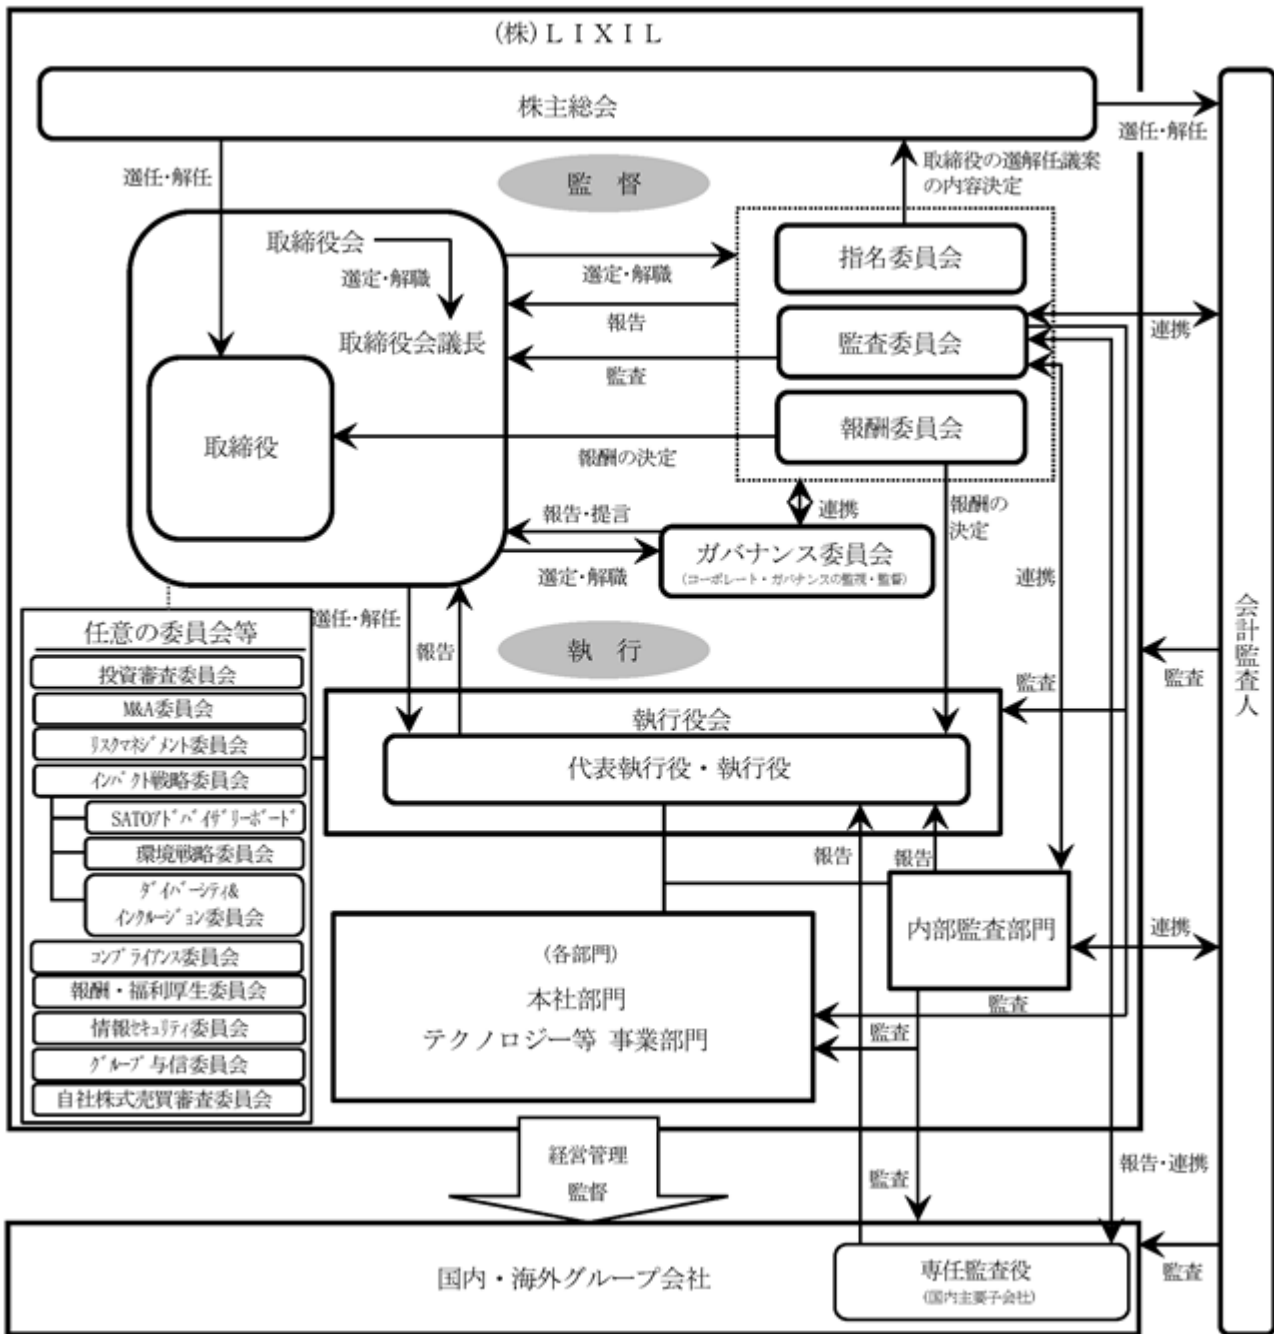 (株)ＬＩＸＩＬ
株主総会
選任・解任
選任・解任
監 督
取締役の選解任議案
の内容決定
取締役会
選定・解職
取締役会議長
取締役
選定・解職
報告
監査
報酬の決定
指名委員会
監査委員会
報酬委員会
連携
連携
報告・提言
選定・解職
ガバナンス委員会
(コーポレート・ガバナンスの監視・監督)
報酬の
決定
連携
会計監査人
選任・解任
報告
執 行
監査
監査
任意の委員会等
投資審査委員会
M&A委員会
ﾘｽｸﾏﾈｼﾞﾒﾝﾄ委員会
ｲﾝﾊﾟｸﾄ戦略委員会
SATOｱﾄﾞﾊﾞｲｻﾞﾘｰﾎﾞｰﾄﾞ
環境戦略委員会
ﾀﾞｲﾊﾞｰｼﾃｨ&
ｲﾝｸﾙｰｼﾞｮﾝ委員会
ｺﾝﾌﾟﾗｲｱﾝｽ委員会
報酬・福利厚生委員会
情報ｾｷｭﾘﾃｨ委員会
ｸﾞﾙｰﾌﾟ与信委員会
自社株式売買審査委員会
執行役会
代表執行役・執行役
報告
報告
内部監査部門
連携
(各部門)
本社部門
テクノロジー等 事業部門
監査
監査
経営管理
監督
監査
報告・連携
国内・海外グループ会社
専任監査役
(国内主要子会社)
監査